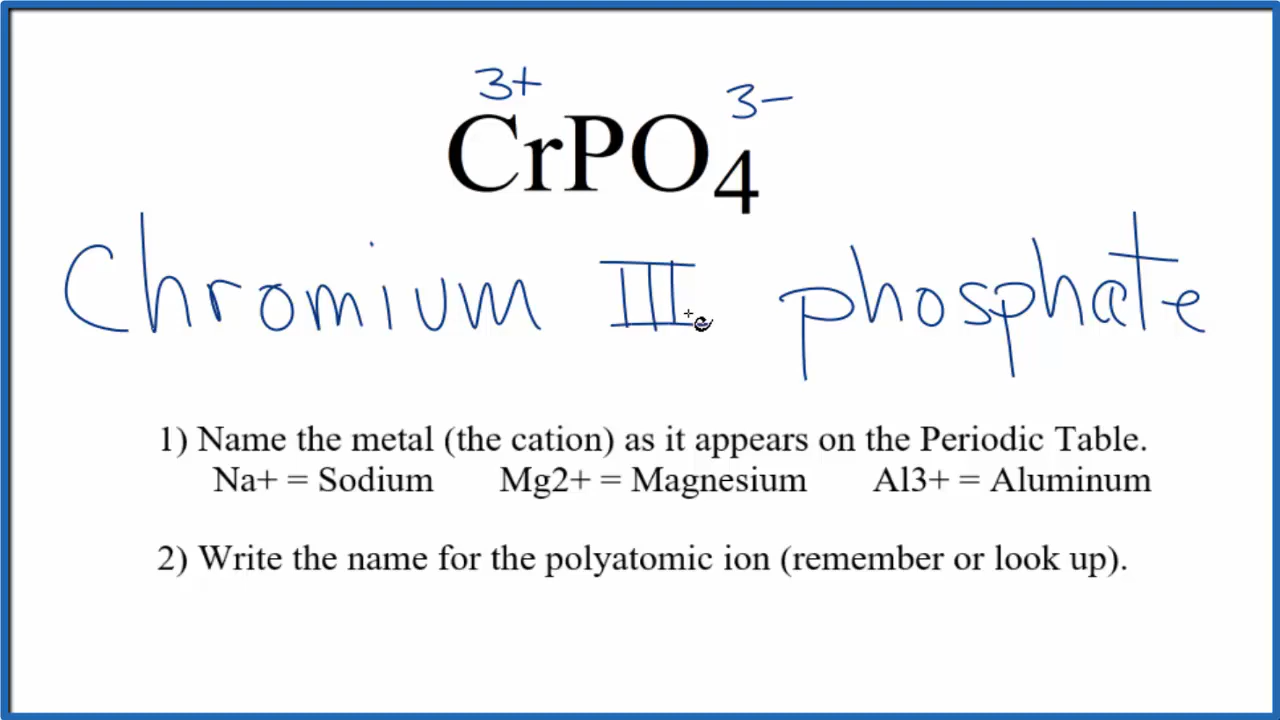 3+ 3-
CrPO4
Chromium III phosphate
1) Name the metal (the cation) as it appears on the Periodic Table.
Na+ = Sodium Mg2+ = Magnesium Al3+ = Aluminum
2) Write the name for the polyatomic ion (remember or look up).